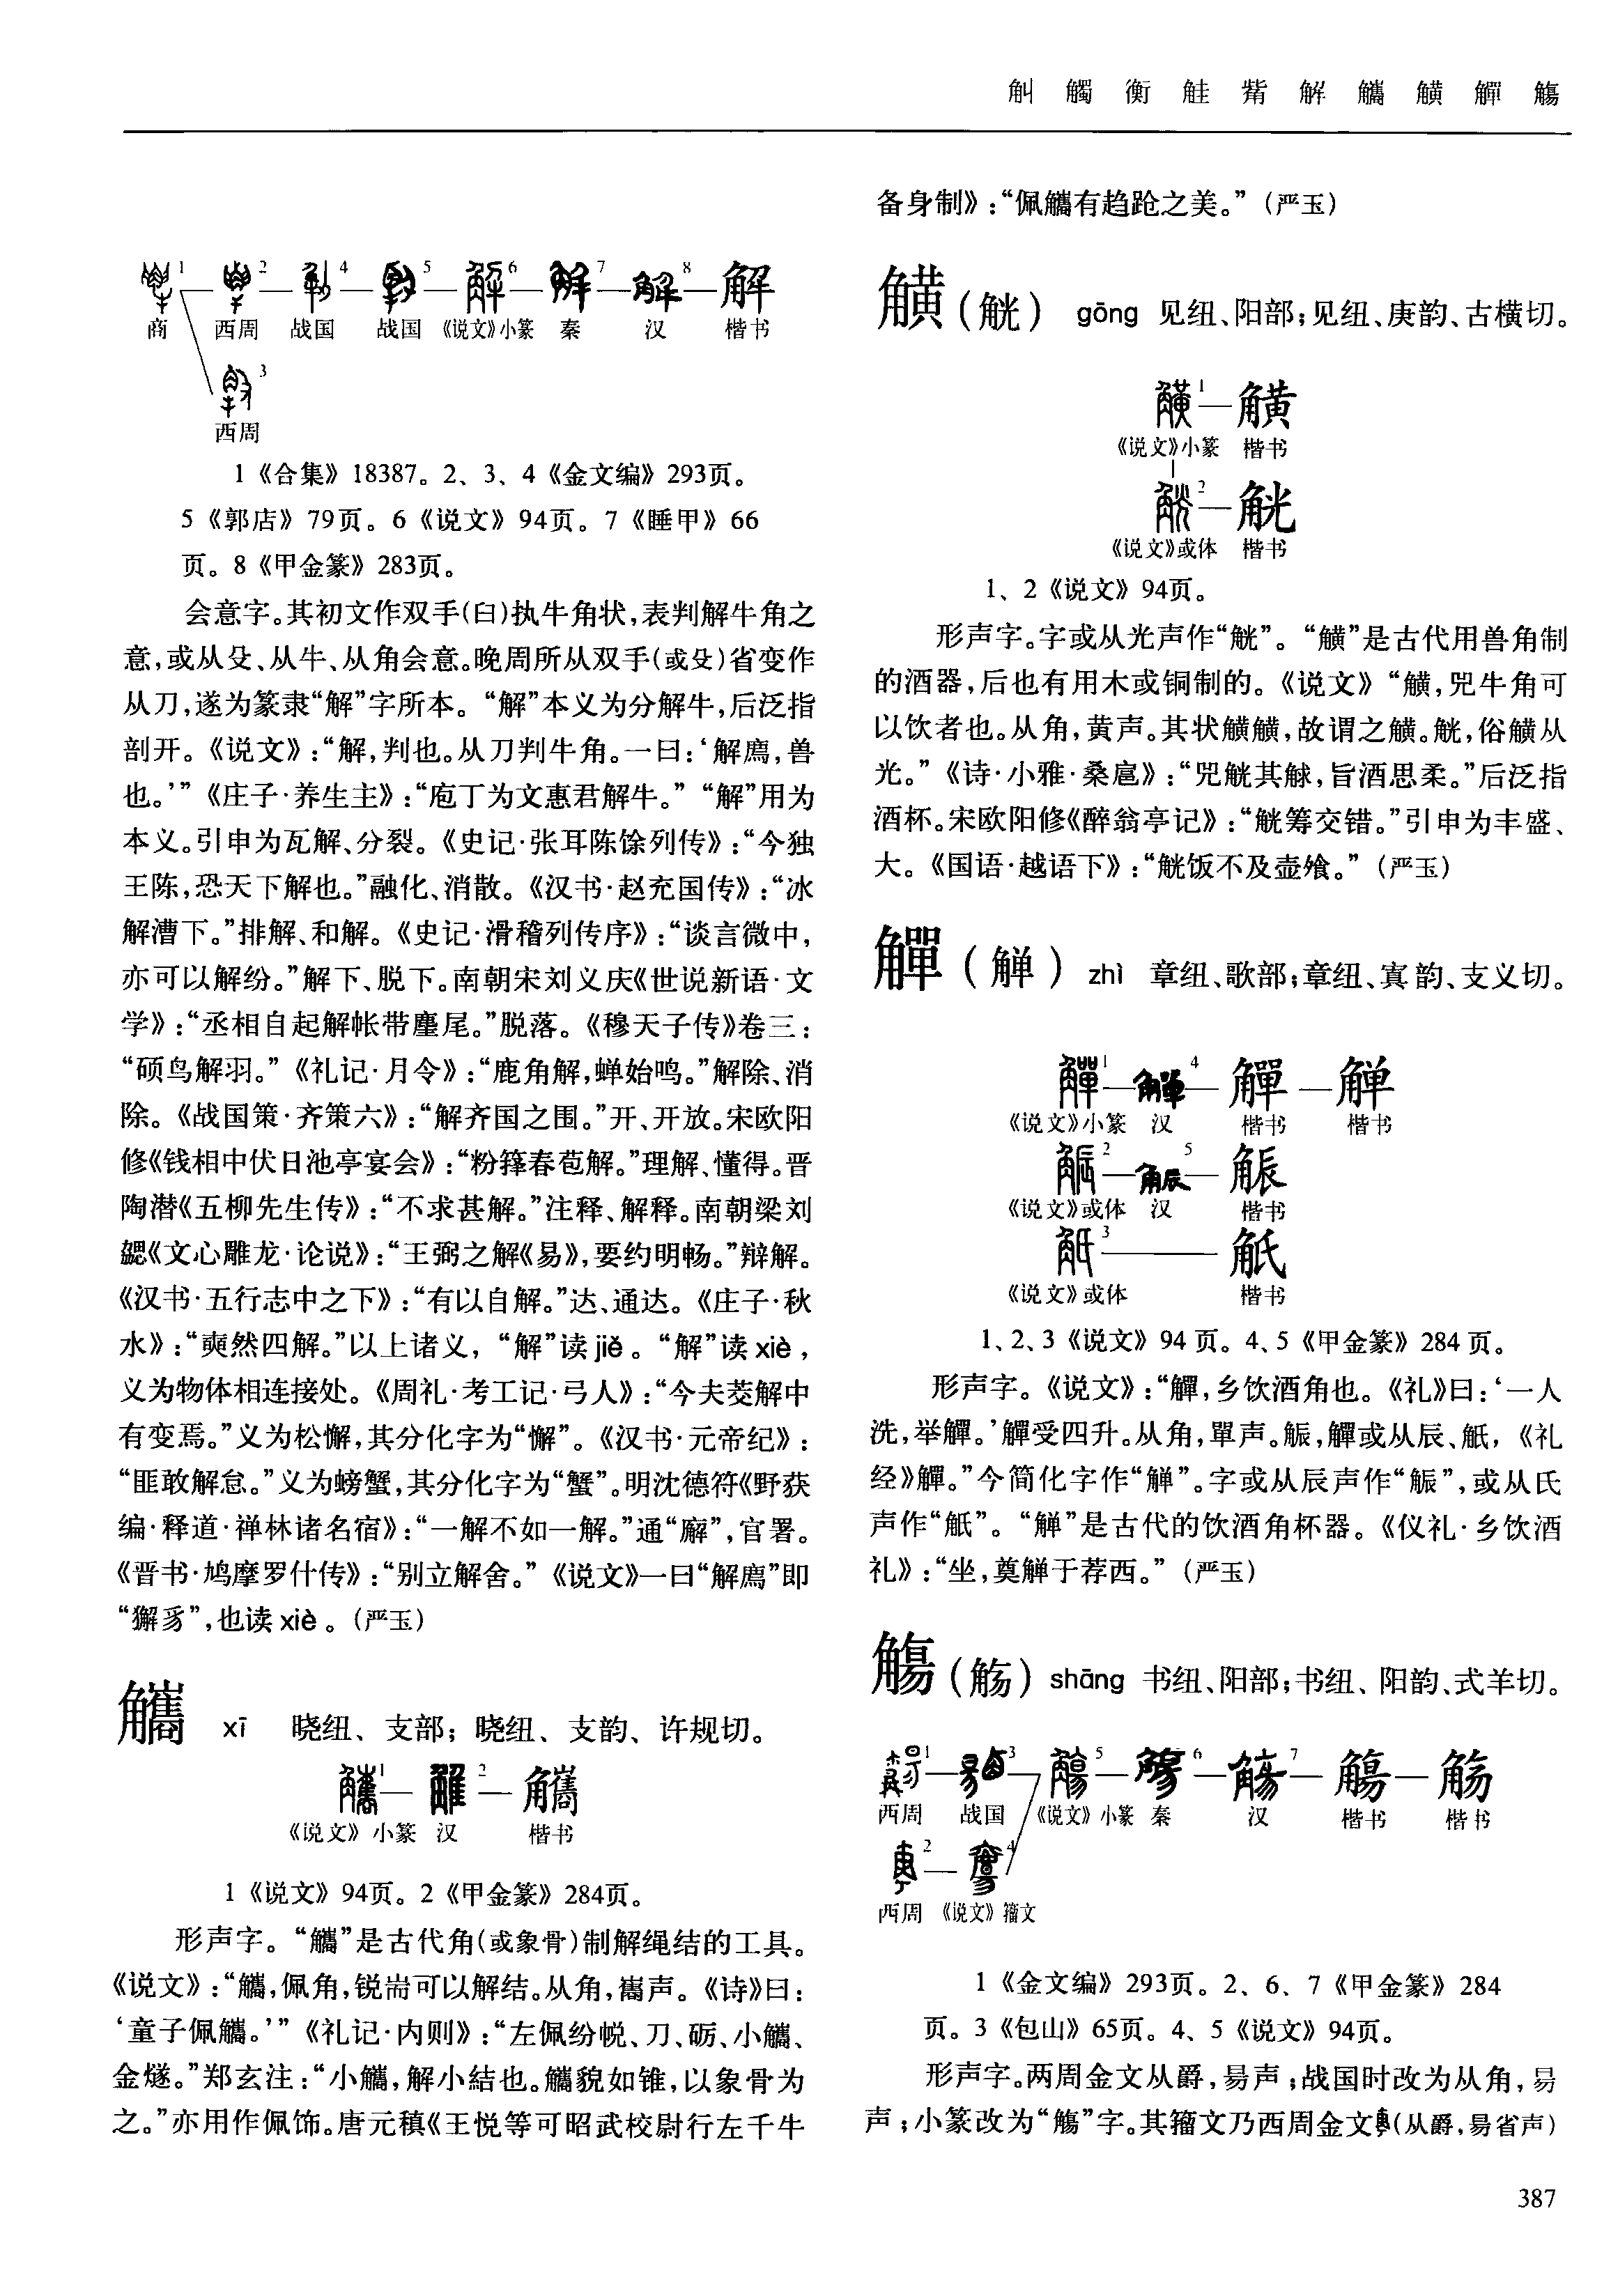 觓 觸 衡 觟 觜 解 觿 觵 觶 觴
1 2 4 5 6 7 8 解
商 西周 战国 战国 《说文》小篆 秦 汉 楷书
3
西周
1《合集》18387。2、3、4《金文编》293页。
5《郭店》79页。6《说文》94页。7《睡甲》66
页。8《甲金篆》283页。
会意字。其初文作双手(臼)执牛角状,表判解牛角之
意,或从殳、从牛、从角会意。晚周所从双手(或殳)省变作
从刀,遂为篆隶“解”字所本。“解”本义为分解牛,后泛指
剖开。《说文》:“解,判也。从刀判牛角。一曰:‘解廌,兽
也。’”《庄子·养生主》:“庖丁为文惠君解牛。”“解”用为
本义。引申为瓦解、分裂。《史记·张耳陈馀列传》:“今独
王陈,恐天下解也。”融化、消散。《汉书·赵充国传》:“冰
解漕下。”排解、和解。《史记·滑稽列传序》:“谈言微中,
亦可以解纷。”解下、脱下。南朝宋刘义庆《世说新语·文
学》:“丞相自起解帐带麈尾。”脱落。《穆天子传》卷三:
“硕鸟解羽。”《礼记·月令》:“鹿角解,蝉始鸣。”解除、消
除。《战国策·齐策六》:“解齐国之围。”开、开放。宋欧阳
修《钱相中伏日池亭宴会》:“粉箨春苞解。”理解、懂得。晋
陶潜《五柳先生传》:“不求甚解。”注释、解释。南朝梁刘
勰《文心雕龙·论说》:“王弼之解《易》,要约明畅。”辩解。
《汉书·五行志中之下》:“有以自解。”达、通达。《庄子·秋
水》:“奭然四解。”以上诸义,“解”读jiě。“解”读xiè,
义为物体相连接处。《周礼·考工记·弓人》:“今夫茭解中
有变焉。”义为松懈,其分化字为“懈”。《汉书·元帝纪》:
“匪敢解怠。”义为螃蟹,其分化字为“蟹”。明沈德符《野获
编·释道·禅林诸名宿》:“一解不如一解。”通“廨”,官署。
《晋书·鸠摩罗什传》:“别立解舍。”《说文》一曰“解廌”即
“獬豸”,也读xiè。(严玉)
觿 xī 晓纽、支部;晓纽、支韵、许规切。
1 2 觿
《说文》小篆 汉 楷书
1《说文》94页。2《甲金篆》284页。
形声字。“觿”是古代角(或象骨)制解绳结的工具。
《说文》:“觿,佩角,锐耑可以解结。从角,巂声。《诗》曰:
‘童子佩觿。’”《礼记·内则》:“左佩纷帨、刀、砺、小觿、
金燧。”郑玄注:“小觿,解小結也。觿貌如锥,以象骨为
之。”亦用作佩饰。唐元稹《王悦等可昭武校尉行左千牛
备身制》:“佩觿有趋跄之美。”(严玉)
觵(觥) gōng 见纽、阳部;见纽、庚韵、古横切。
1 觵
《说文》小篆 楷书
2 觥
《说文》或体 楷书
1、2《说文》94页。
形声字。字或从光声作“觥”。“觵”是古代用兽角制
的酒器,后也有用木或铜制的。《说文》“觵,兕牛角可
以饮者也。从角,黄声。其状觵觵,故谓之觵。觥,俗觵从
光。”《诗·小雅·桑扈》:“兕觥其觩,旨酒思柔。”后泛指
酒杯。宋欧阳修《醉翁亭记》:“觥筹交错。”引申为丰盛、
大。《国语·越语下》:“觥饭不及壶飧。”(严玉)
觶(觯) zhì 章纽、歌部;章纽、寘韵、支义切。
1 4 觶 觯
《说文》小篆 汉 楷书 楷书
2 5 觮
《说文》或体 汉 楷书
3 觗
《说文》或体 楷书
1、2、3《说文》94页。4、5《甲金篆》284页。
形声字。《说文》:“觶,乡饮酒角也。《礼》曰:‘一人
洗,举觶。’觶受四升。从角,單声。觮,觶或从辰、觗,《礼
经》觶。”今简化字作“觯”。字或从辰声作“觮”,或从氏
声作“觗”。“觯”是古代的饮酒角杯器。《仪礼·乡饮酒
礼》:“坐,奠觯于荐西。”(严玉)
觴(觞) shāng 书纽、阳部;书纽、阳韵、式羊切。
1 3 5 6 7 觴 觞
西周 战国 《说文》小篆 秦 汉 楷书 楷书
2 4
西周 《说文》籀文
1《金文编》293页。2、6、7《甲金篆》284
页。3《包山》65页。4、5《说文》94页。
形声字。两周金文从爵,昜声;战国时改为从角,昜
声;小篆改为“觴”字。其籀文乃西周金文(从爵,昜省声)
387